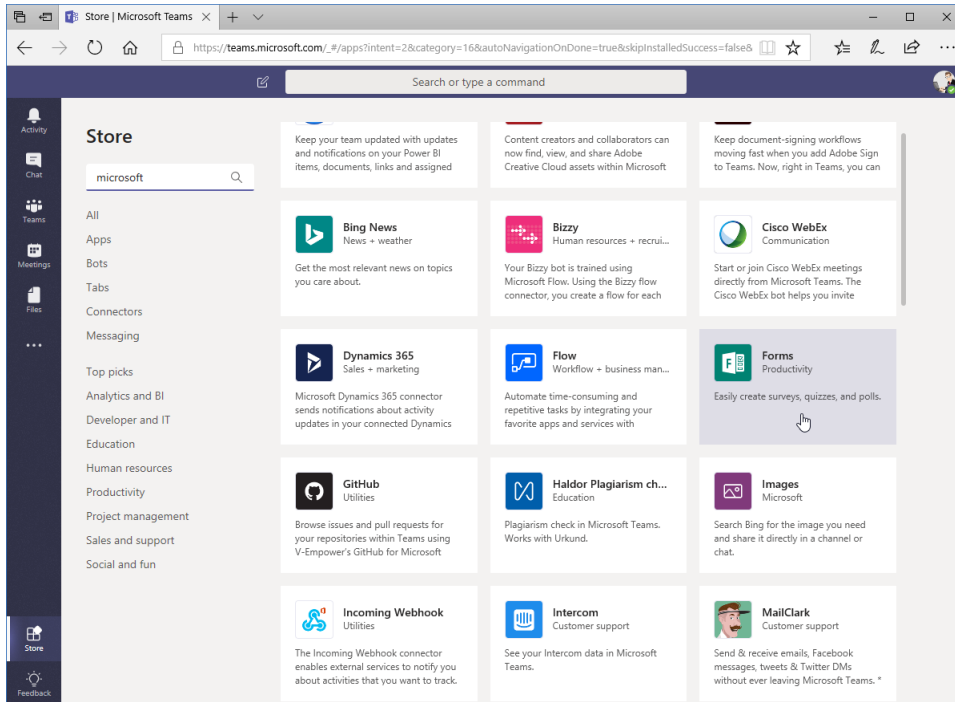 Store | Microsoft Teams
https://teams.microsoft.com/_#/apps?intent=2&category=16&autoNavigationOnDone=true&skipInstalledSuccess=false&
Search or type a command
Activity
Chat
Teams
Meetings
Files
Store
Feedback
Store
microsoft
All
Apps
Bots
Tabs
Connectors
Messaging
Top picks
Analytics and BI
Developer and IT
Education
Human resources
Productivity
Project management
Sales and support
Social and fun
Keep your team updated with updates
and notifications on your Power BI
items, documents, links and assigned
Content creators and collaborators can
now find, view, and share Adobe
Creative Cloud assets within Microsoft
Keep document-signing workflows
moving fast when you add Adobe Sign
to Teams. Now, right in Teams, you can
Bing News
News + weather
Get the most relevant news on topics
you care about.
Bizzy
Human resources + recrui...
Your Bizzy bot is trained using
Microsoft Flow. Using the Bizzy flow
connector, you create a flow for each
Cisco WebEx
Communication
Start or join Cisco WebEx meetings
directly from Microsoft Teams. The
Cisco WebEx bot helps you invite
Dynamics 365
Sales + marketing
Microsoft Dynamics 365 connector
sends notifications about activity
updates in your connected Dynamics
Flow
Workflow + business man...
Automate time-consuming and
repetitive tasks by integrating your
favorite apps and services with
Forms
Productivity
Easily create surveys, quizzes, and polls.
GitHub
Utilities
Browse issues and pull requests for
your repositories within Teams using
V-Empower's GitHub for Microsoft
Haldor Plagiarism ch...
Education
Plagiarism check in Microsoft Teams.
Works with Urkund.
Images
Microsoft
Search Bing for the image you need
and share it directly in a channel or
chat.
Incoming Webhook
Utilities
The Incoming Webhook connector
enables external services to notify you
about activities that you want to track.
Intercom
Customer support
See your Intercom data in Microsoft
Teams.
MailClark
Customer support
Send & receive emails, Facebook
messages, tweets & Twitter DMs
without ever leaving Microsoft Teams. *